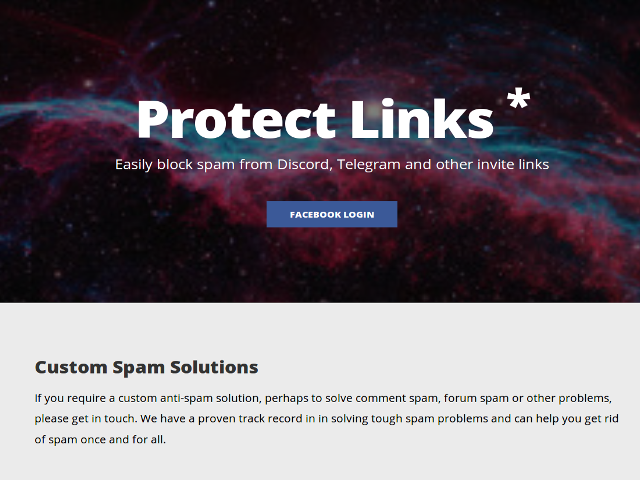 Protect Links *
Easily block spam from Discord, Telegram and other invite links
FACEBOOK LOGIN
Custom Spam Solutions
If you require a custom anti-spam solution, perhaps to solve comment spam, forum spam or other problems,
please get in touch. We have a proven track record in in solving tough spam problems and can help you get rid
of spam once and for all.